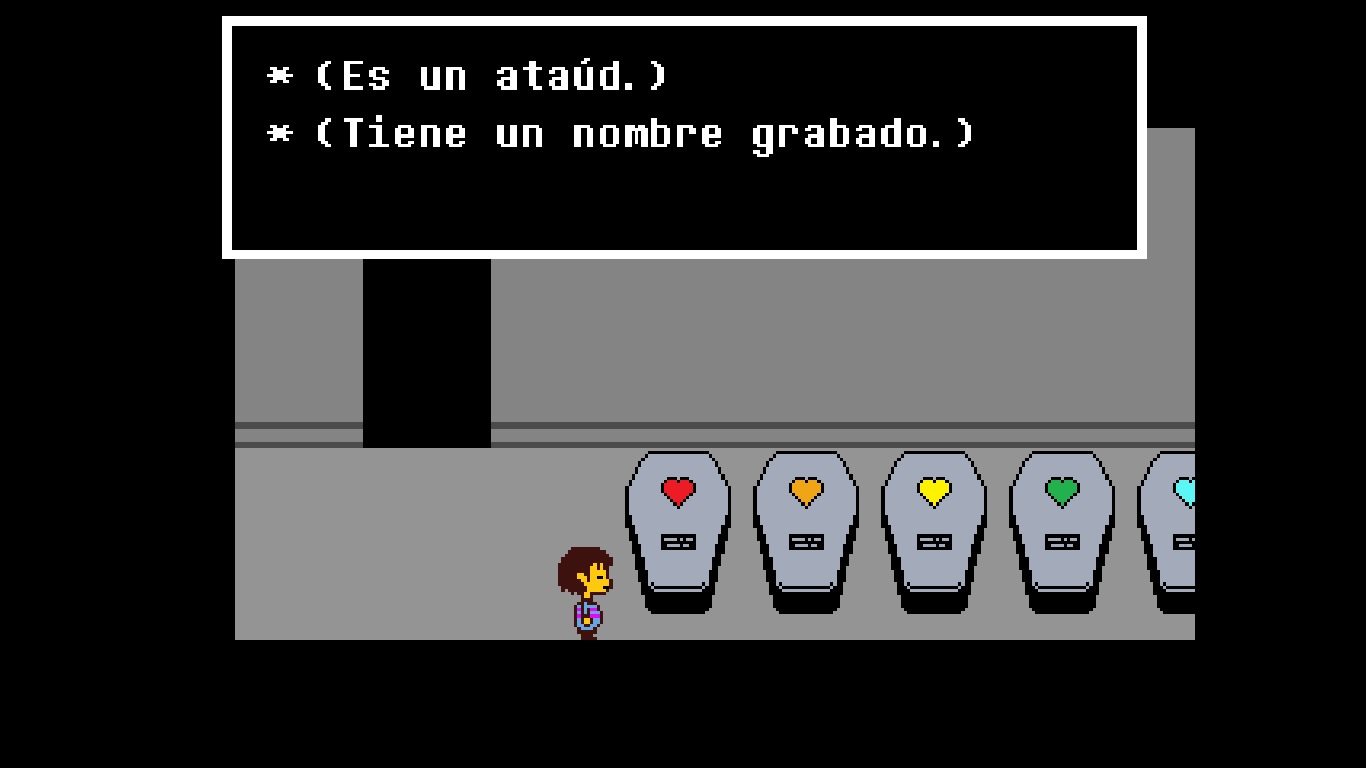 * (Es un ataúd.)
* (Tiene un nombre grabado.)